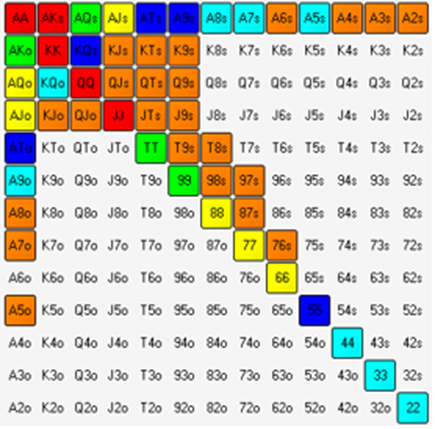 AA AKs AQs AJs ATs A9s A8s A7s A6s A5s A4s A3s A2s
AKo KK KQs KJs KTs K9s K8s K7s K6s K5s K4s K3s K2s
AQo KQo QQ QJs QTs Q9s Q8s Q7s Q6s Q5s Q4s Q3s Q2s
AJo KJo QJo JJ JTs J9s J8s J7s J6s J5s J4s J3s J2s
ATo KTo QTo JTo TT T9s T8s T7s T6s T5s T4s T3s T2s
A9o K9o Q9o J9o T9o 99 98s 97s 96s 95s 94s 93s 92s
A8o K8o Q8o J8o T8o 98o 88 87s 86s 85s 84s 83s 82s
A7o K7o Q7o J7o T7o 97o 87o 77 76s 75s 74s 73s 72s
A6o K6o Q6o J6o T6o 96o 86o 76o 66 65s 64s 63s 62s
A5o K5o Q5o J5o T5o 95o 85o 75o 65o 55 54s 53s 52s
A4o K4o Q4o J4o T4o 94o 84o 74o 64o 54o 44 43s 42s
A3o K3o Q3o J3o T3o 93o 83o 73o 63o 53o 43o 33 32s
A2o K2o Q2o J2o T2o 92o 82o 72o 62o 52o 42o 32o 22